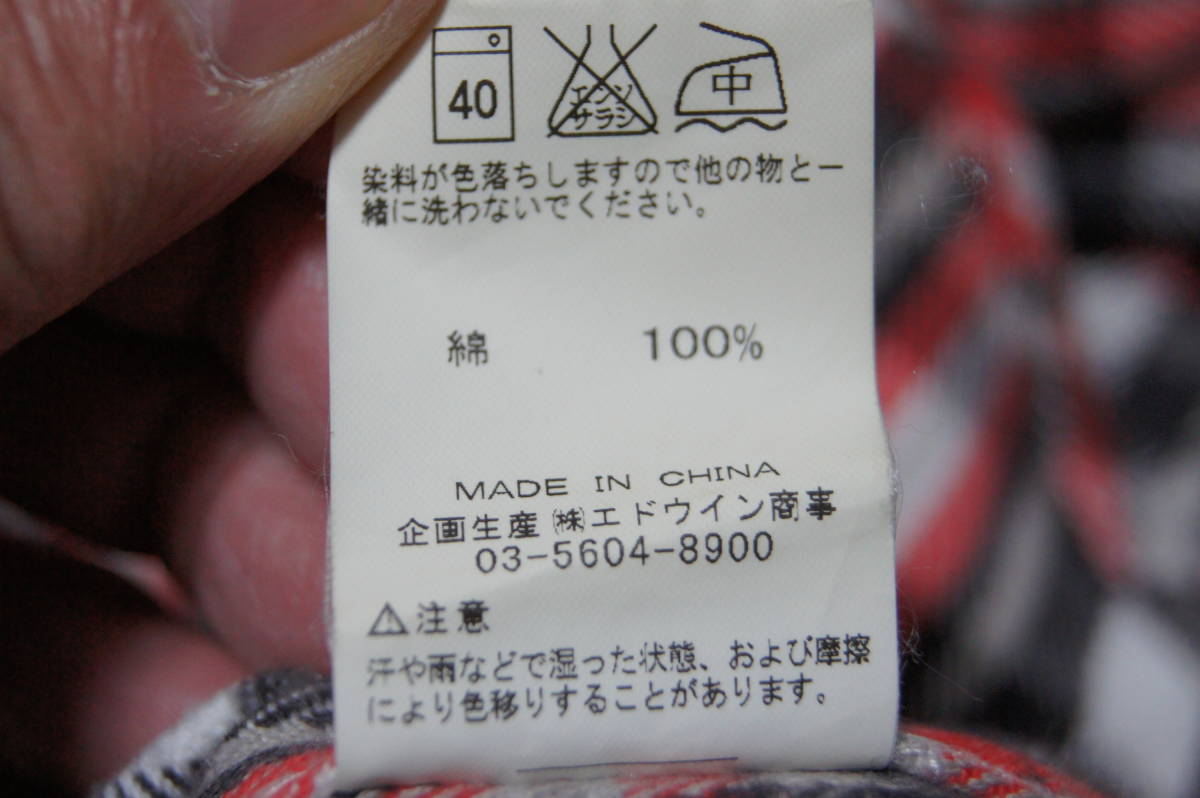 40
エンソ
サラシ
中
染料が色落ちしますので他の物と一
緒に洗わないでください。
綿 100%
MADE IN CHINA
企画生産 ㈱エドウイン商事
03-5604-8900
⚠注意
汗や雨などで湿った状態、および摩擦
により色移りすることがあります。